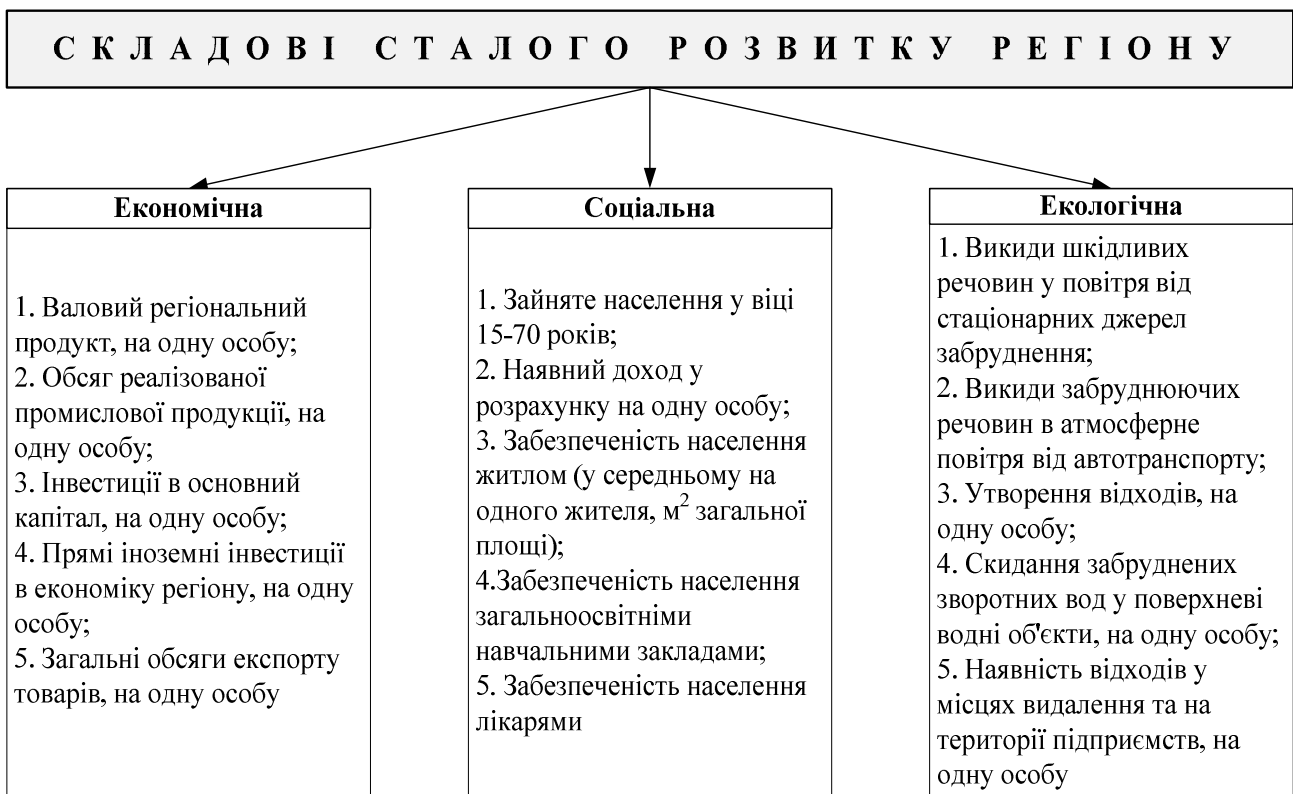 СКЛАДОВІ СТАЛОГО РОЗВИТКУ РЕГІОНУ
Економічна
1. Валовий регіональний
продукт, на одну особу;
2. Обсяг реалізованої
промислової продукції, на
одну особу;
3. Інвестиції в основний
капітал, на одну особу;
4. Прямі іноземні інвестиції
в економіку регіону, на одну
особу;
5. Загальні обсяги експорту
товарів, на одну особу
Соціальна
1. Зайняте населення у віці
15-70 років;
2. Наявний доход у
розрахунку на одну особу;
3. Забезпеченість населення
житлом (у середньому на
одного жителя, м² загальної
площі);
4.Забезпеченість населення
загальноосвітніми
навчальними закладами;
5. Забезпеченість населення
лікарями
Екологічна
1. Викиди шкідливих
речовин у повітря від
стаціонарних джерел
забруднення;
2. Викиди забруднюючих
речовин в атмосферне
повітря від автотранспорту;
3. Утворення відходів, на
одну особу;
4. Скидання забруднених
зворотних вод у поверхневі
водні об'єкти, на одну особу;
5. Наявність відходів у
місцях видалення та на
території підприємств, на
одну особу